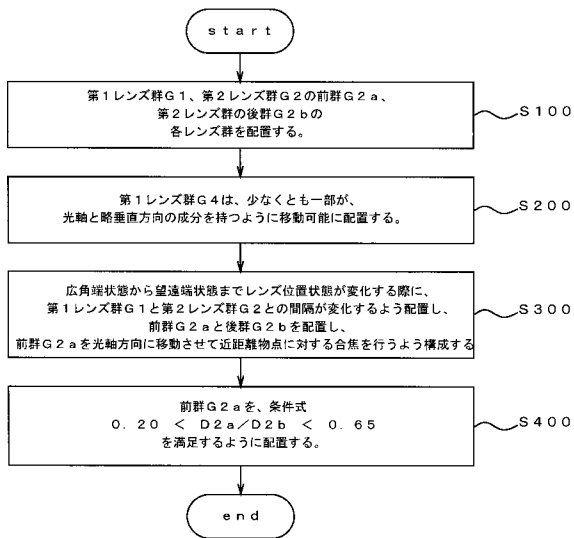 start
第1レンズ群G1、第2レンズ群G2の前群G2a、
第2レンズ群の後群G2bの
各レンズ群を配置する。
S100
第1レンズ群G4は、少なくとも一部が、
光軸と略垂直方向の成分を持つように移動可能に配置する。
S200
広角端状態から望遠端状態までレンズ位置状態が変化する際に、
第1レンズ群G1と第2レンズ群G2との間隔が変化するよう配置し、
前群G2aと後群G2bを配置し、
前群G2aを光軸方向に移動させて近距離物点に対する合焦を行うよう構成する
S300
前群G2aを、条件式
0.20 < D2a/D2b < 0.65
を満足するように配置する。
S400
end